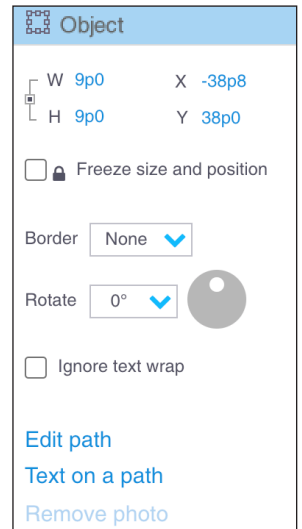 Object
W 9p0 X -38p8
H 9p0 Y 38p0
Freeze size and position
Border None
Rotate 0°
Ignore text wrap
Edit path
Text on a path
Remove photo